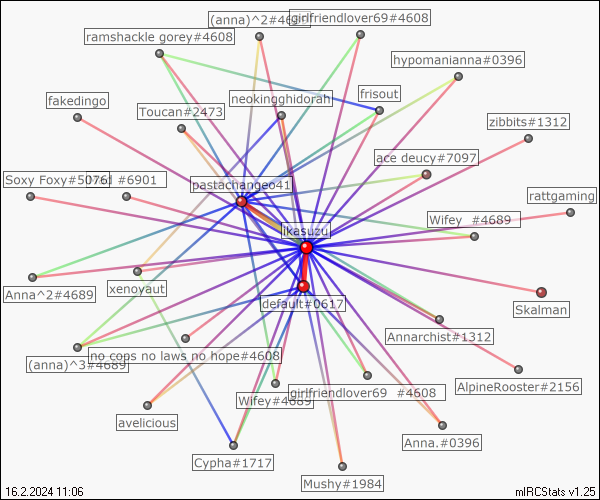 (anna)^2#4689
girlfriendlover69#4608
ramshackle gorey#4608
hypomanianna#0396
fakedingo
neokingghidorah
frisout
Toucan#2473
zibbits#1312
ace deucy#7097
Soxy Foxy#5076
#6901
pastachangeo41
rattgaming
Wifey #4689
ikasuzu
Anna^2#4689
xenoyaut
Skalman
default#0617
Annarchist#1312
(anna)^3#4689
no cops no laws no hope#4608
AlpineRooster#2156
Wifey#4689
girlfriendlover69 #4608
avelicious
Anna.#0396
Cypha#1717
Mushy#1984
16.2.2024 11:06
mIRCStats v1.25